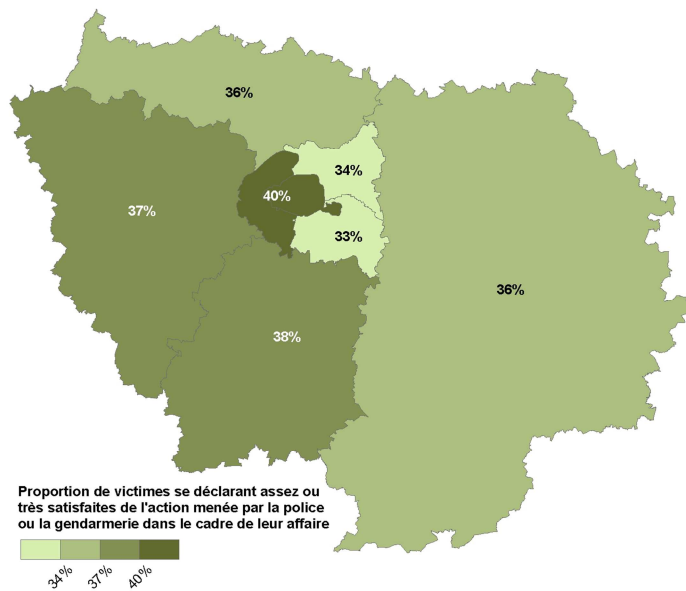 36%
34%
37%
40%
33%
36%
38%
Proportion de victimes se déclarant assez ou
très satisfaites de l'action menée par la police
ou la gendarmerie dans le cadre de leur affaire
34% 37% 40%